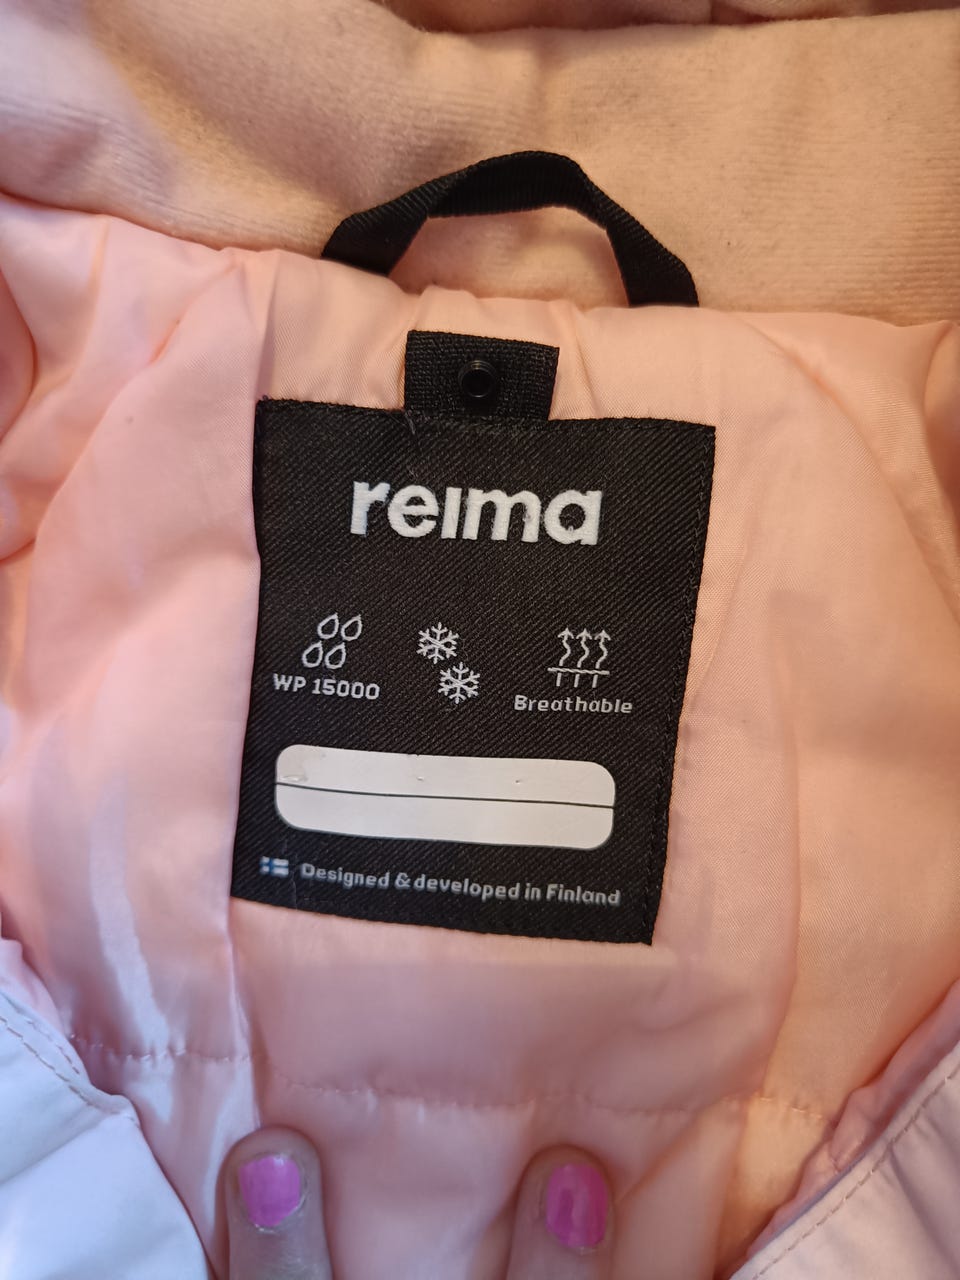 reima
WP 15000
Breathable
Designed & developed in Finland